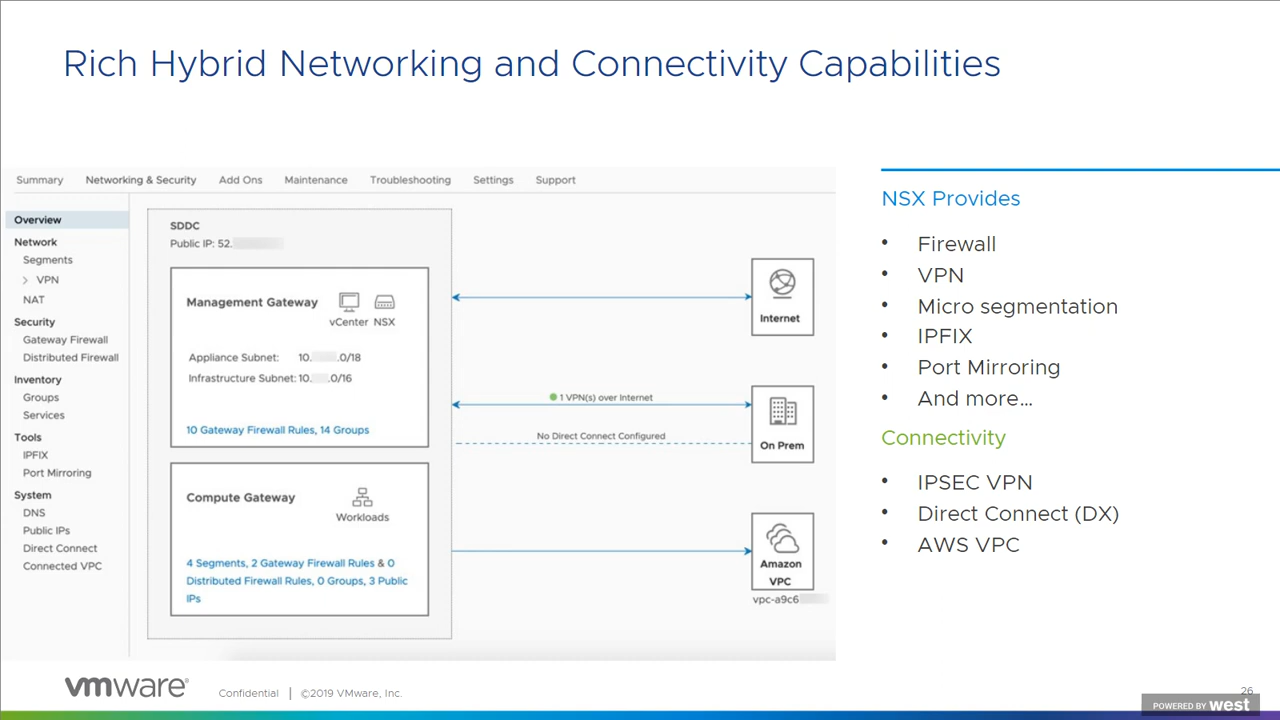 Rich Hybrid Networking and Connectivity Capabilities
Summary Networking & Security Add Ons Maintenance Troubleshooting Settings Support
Overview
Network
Segments
VPN
NAT
Security
Gateway Firewall
Distributed Firewall
Inventory
Groups
Services
Tools
IPFIX
Port Mirroring
System
DNS
Public IPs
Direct Connect
Connected VPC
SDDC
Public IP: 52.
Management Gateway
vCenter NSX
Appliance Subnet: 10. .0/18
Infrastructure Subnet: 10. .0/16
10 Gateway Firewall Rules, 14 Groups
Compute Gateway
Workloads
4 Segments, 2 Gateway Firewall Rules & 0
Distributed Firewall Rules, 0 Groups, 3 Public
IPs
1 VPN(s) over Internet
No Direct Connect Configured
Internet
On Prem
Amazon
VPC
vpc-a9c6
NSX Provides
• Firewall
• VPN
• Micro segmentation
• IPFIX
• Port Mirroring
• And more...
Connectivity
• IPSEC VPN
• Direct Connect (DX)
• AWS VPC
vmware® Confidential | ©2019 VMware, Inc.
26
POWERED BY west